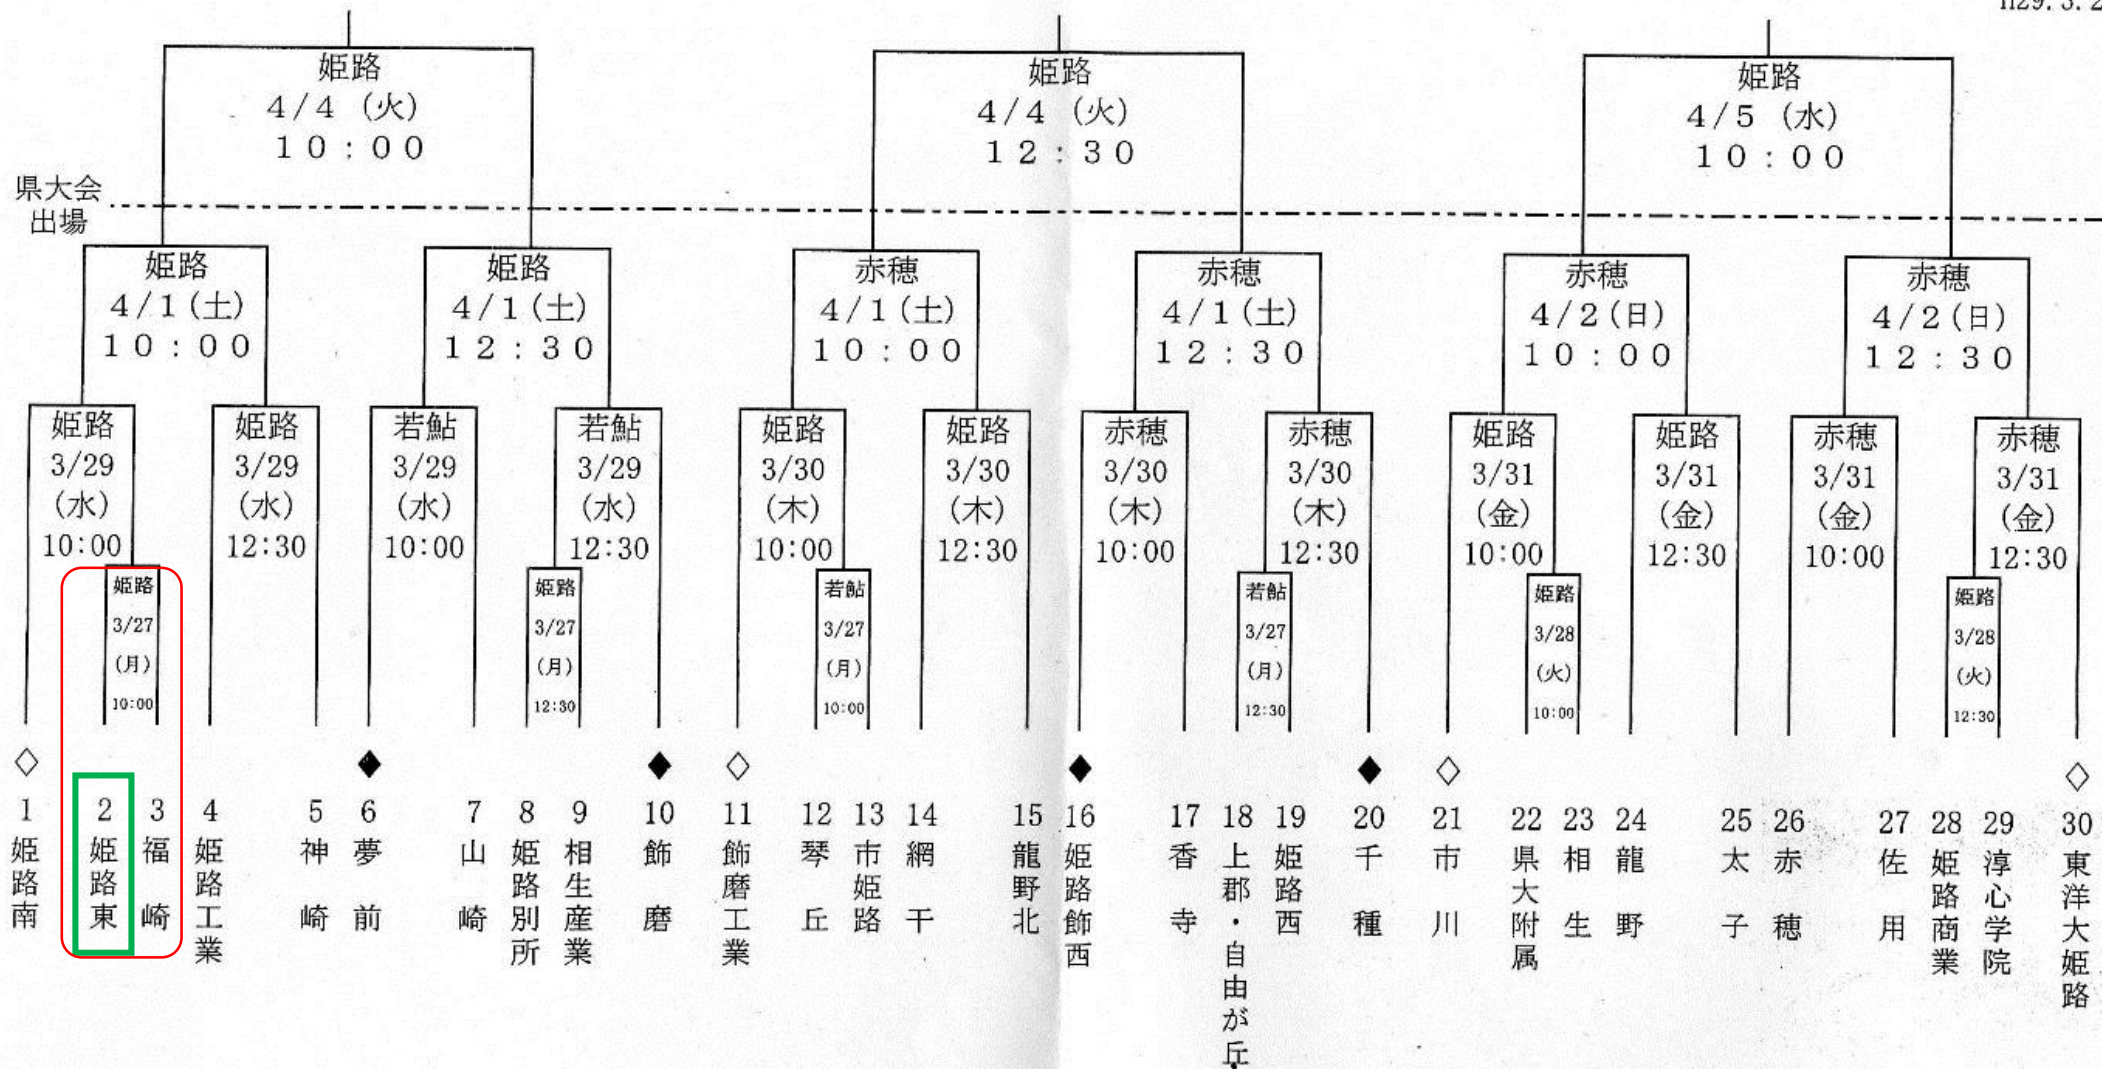 H29.3.2
姫路
4/4 (火)
10:00
姫路
4/4 (火)
12:30
姫路
4/5 (水)
10:00
県大会
出場
姫路
4/1(土)
10:00
姫路
4/1(土)
12:30
赤穂
4/1(土)
10:00
赤穂
4/1(土)
12:30
赤穂
4/2(日)
10:00
赤穂
4/2(日)
12:30
姫路
3/29
(水)
10:00
姫路
3/29
(水)
12:30
若鮎
3/29
(水)
10:00
若鮎
3/29
(水)
12:30
姫路
3/30
(木)
10:00
姫路
3/30
(木)
12:30
赤穂
3/30
(木)
10:00
赤穂
3/30
(木)
12:30
姫路
3/31
(金)
10:00
姫路
3/31
(金)
12:30
赤穂
3/31
(金)
10:00
赤穂
3/31
(金)
12:30
姫路
3/27
(月)
10:00
姫路
3/27
(月)
12:30
若鮎
3/27
(月)
10:00
若鮎
3/27
(月)
12:30
姫路
3/28
(火)
10:00
姫路
3/28
(火)
12:30
◇
1
姫路南
2
姫路東
3
福崎
4
姫路工業
5
神崎
◆
6
夢前
7
山崎
8
姫路別所
9
相生産業
◆
10
飾磨
◇
11
飾磨工業
12
琴丘
13
市姫路
14
網干
15
龍野北
◆
16
姫路飾西
17
香寺
18
上郡・自由が丘・
19
姫路西
◆
20
千種
◇
21
市川
22
県大附属
23
相生
24
龍野
25
太子
26
赤穂
27
佐用
28
姫路商業
29
淳心学院
◇
30
東洋大姫路